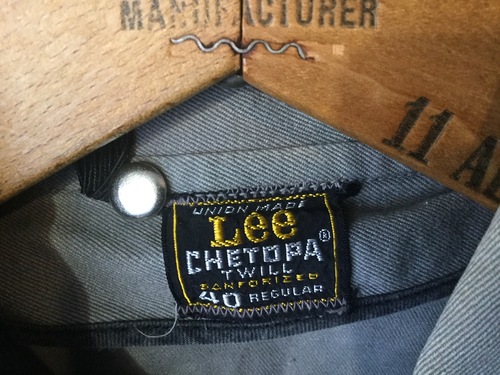 MANUFACTURER
11 A
UNION MADE
Lee
CHETOPA ®
TWILL
SANFORIZED
40 REGULAR